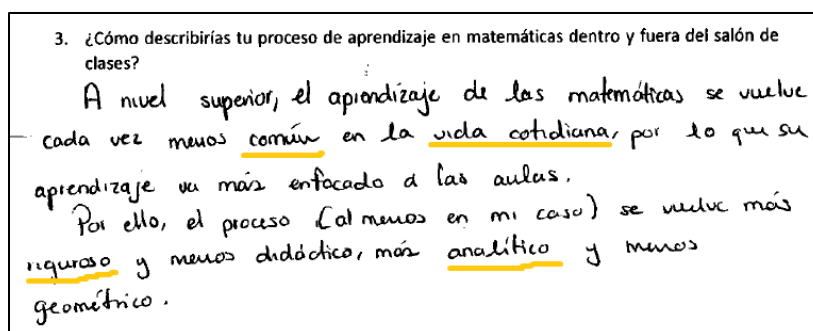 3. ¿Cómo describirías tu proceso de aprendizaje en matemáticas dentro y fuera del salón de
clases?
A nivel superior, el aprendizaje de las matemáticas se vuelve
cada vez menos común en la vida cotidiana, por lo que su
aprendizaje va más enfocado a las aulas.
Por ello, el proceso (al menos en mi caso) se vuelve más
riguroso y menos didáctico, más analítico y menos
geométrico.